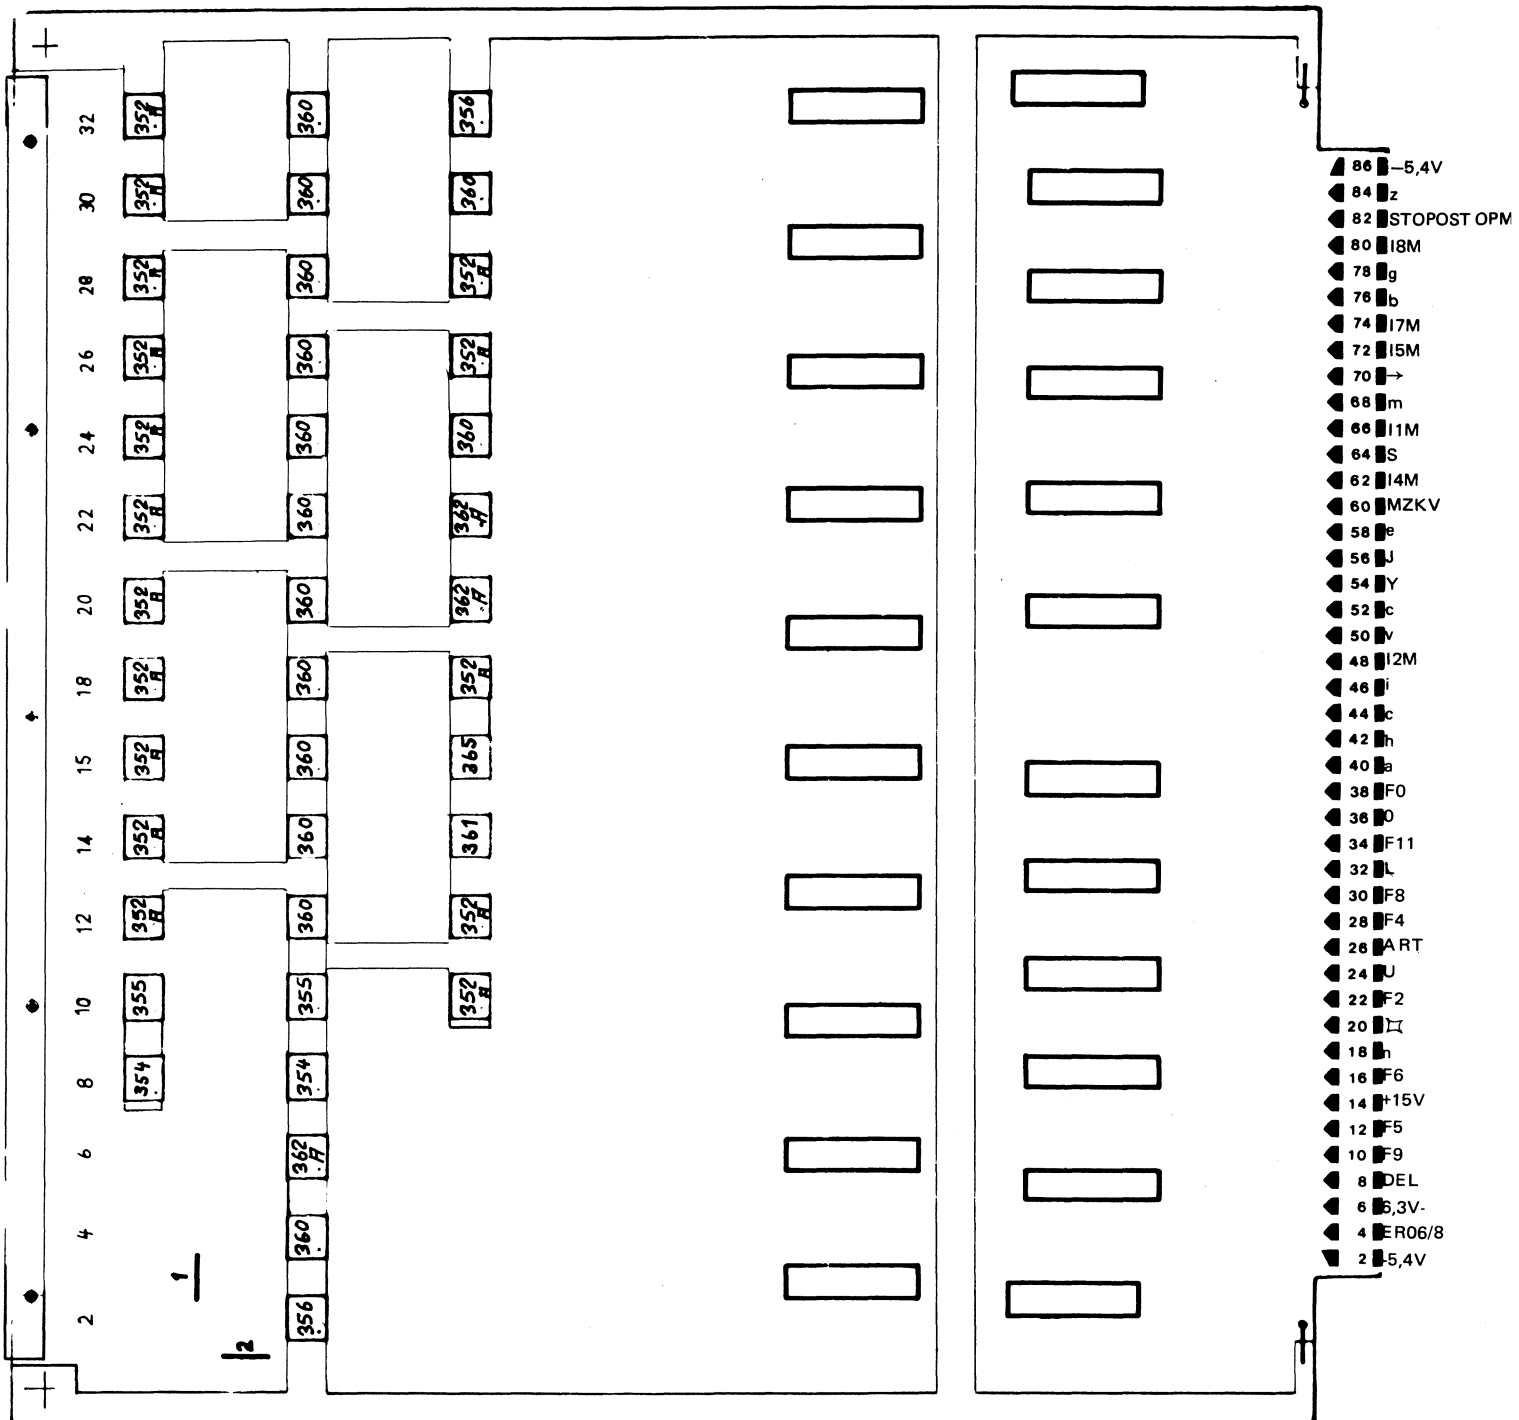 32 352 A 360 356
30 352 A 360 360
28 352 A 360 352 A
26 352 A 360 352 A
24 352 A 360 360
22 352 A 360 362 A
20 352 A 360 362 A
18 352 A 360 352 A
15 352 A 360 365
14 352 A 360 361
12 352 A 360 352 A
10 355 355 352 A
8 354 354
6 362 A
4 360
2 356
1
2
86 -5,4V
84 z
82 STOPOST OPM
80 I8M
78 g
76 b
74 I7M
72 I5M
70 →
68 m
66 I1M
64 S
62 I4M
60 MZKV
58 e
56 J
54 Y
52 c
50 v
48 I2M
46 i
44 c
42 h
40 a
38 F0
36 0
34 F11
32 L
30 F8
28 F4
26 ART
24 U
22 F2
20
18 n
16 F6
14 +15V
12 F5
10 F9
8 DEL
6 6,3V-
4 ER06/8
2 -5,4V